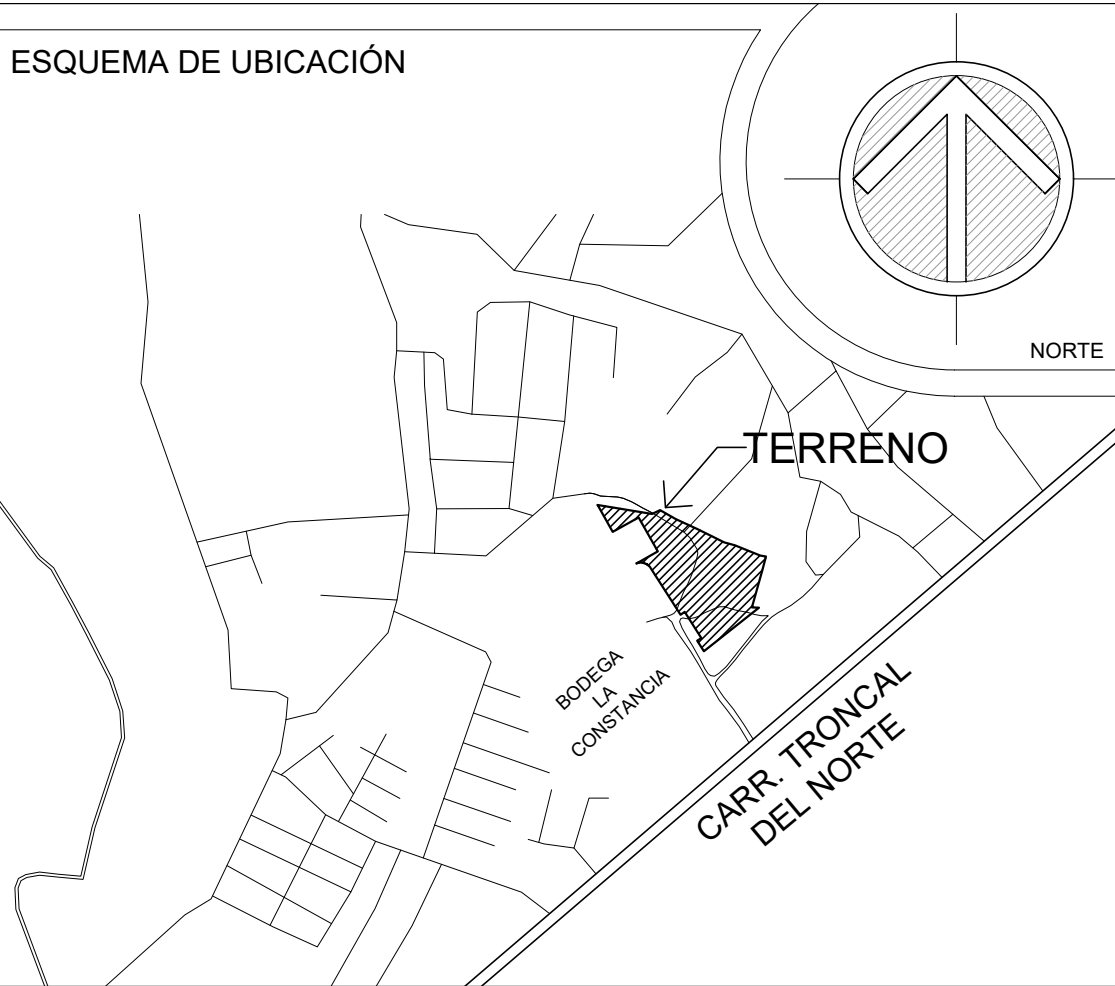 ESQUEMA DE UBICACIÓN
NORTE
TERRENO
BODEGA
LA
CONSTANCIA
CARR. TRONCAL
DEL NORTE